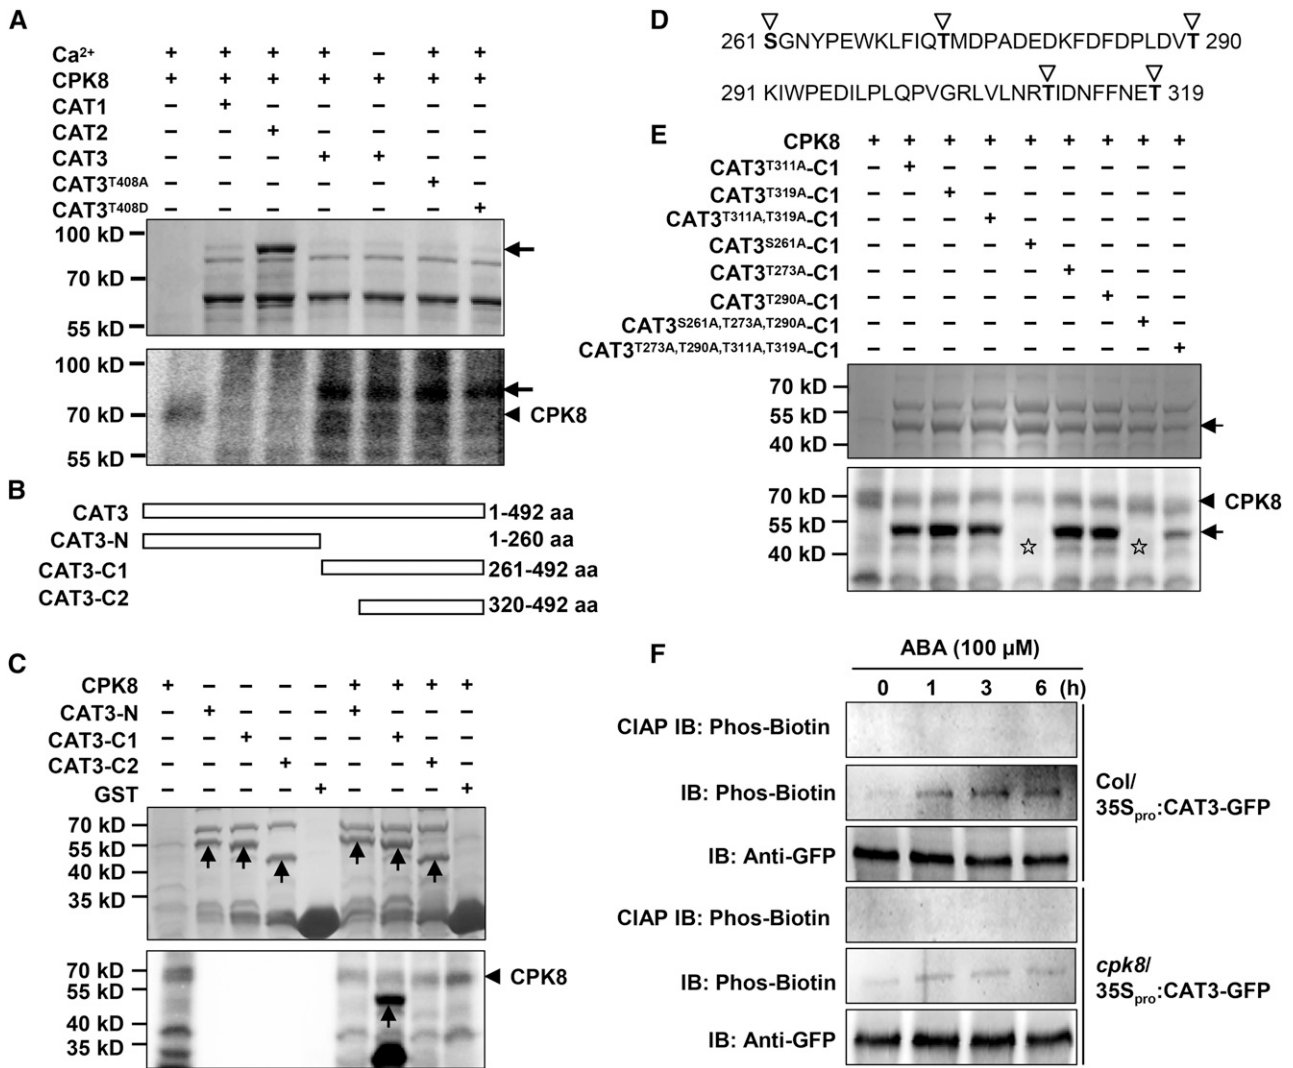 A
Ca2+ + + + + − + +
CPK8 + + + + + + +
CAT1 − + − − − − −
CAT2 − − + − − − −
CAT3 − − − + + − −
CAT3T408A − − − − − + −
CAT3T408D − − − − − − +
100 kD
70 kD
55 kD
100 kD
70 kD
CPK8
55 kD
B
CAT3 1-492 aa
CAT3-N 1-260 aa
CAT3-C1 261-492 aa
CAT3-C2 320-492 aa
C
CPK8 + − − − − + + + +
CAT3-N − + − − − + − − −
CAT3-C1 − − + − − − + − −
CAT3-C2 − − − + − − − + −
GST − − − − + − − − +
70 kD
55 kD
40 kD
35 kD
70 kD
CPK8
55 kD
40 kD
35 kD
D
261 SGNYPEWKLFIQTMDPADEDKFDFDPLDVT 290
291 KIWPEDILPLQPVGRLVLNRTIDNFFNET 319
E
CPK8 + + + + + + + + +
CAT3T311A-C1 − + − − − − − − −
CAT3T319A-C1 − − + − − − − − −
CAT3T311A,T319A-C1 − − − + − − − − −
CAT3S261A-C1 − − − − + − − − −
CAT3T273A-C1 − − − − − + − − −
CAT3T290A-C1 − − − − − − + − −
CAT3S261A,T273A,T290A-C1 − − − − − − − + −
CAT3T273A,T290A,T311A,T319A-C1 − − − − − − − − +
70 kD
55 kD
40 kD
70 kD
CPK8
55 kD
40 kD
F
ABA (100 µM)
0 1 3 6 (h)
CIAP IB: Phos-Biotin
IB: Phos-Biotin
IB: Anti-GFP
Col/
35Spro:CAT3-GFP
CIAP IB: Phos-Biotin
IB: Phos-Biotin
IB: Anti-GFP
cpk8/
35Spro:CAT3-GFP